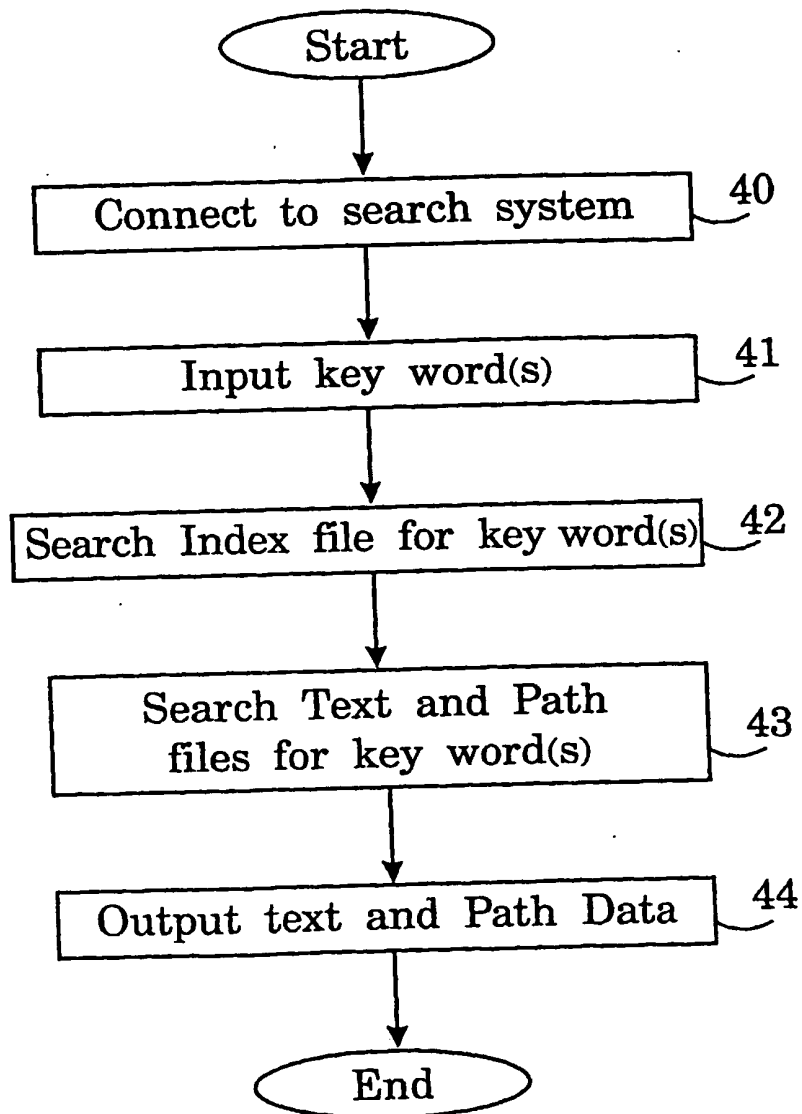 Start
Connect to search system
40
Input key word(s)
41
Search Index file for key word(s)
42
Search Text and Path
files for key word(s)
43
Output text and Path Data
44
End